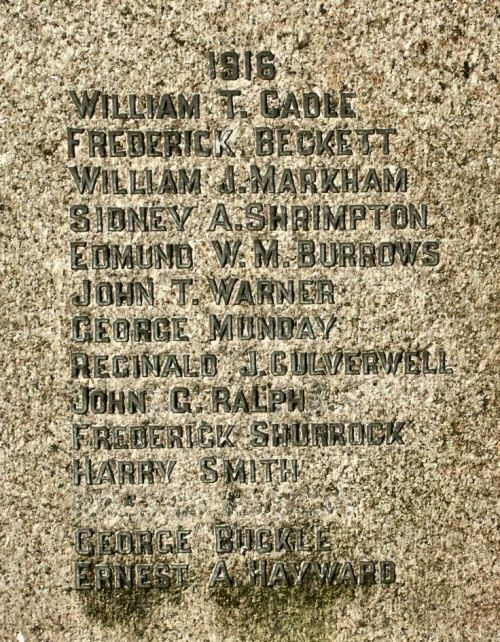 1916
WILLIAM T. CADLE
FREDERICK BECKETT
WILLIAM J. MARKHAM
SIDNEY A. SHRIMPTON
EDMUND W. M. BURROWS
JOHN T. WARNER
GEORGE MUNDAY
REGINALD J. CULVERWELL
JOHN G. RALPH
FREDERICK SHURROCK
HARRY SMITH
GEORGE BUCKLE
ERNEST A. HAYWARD